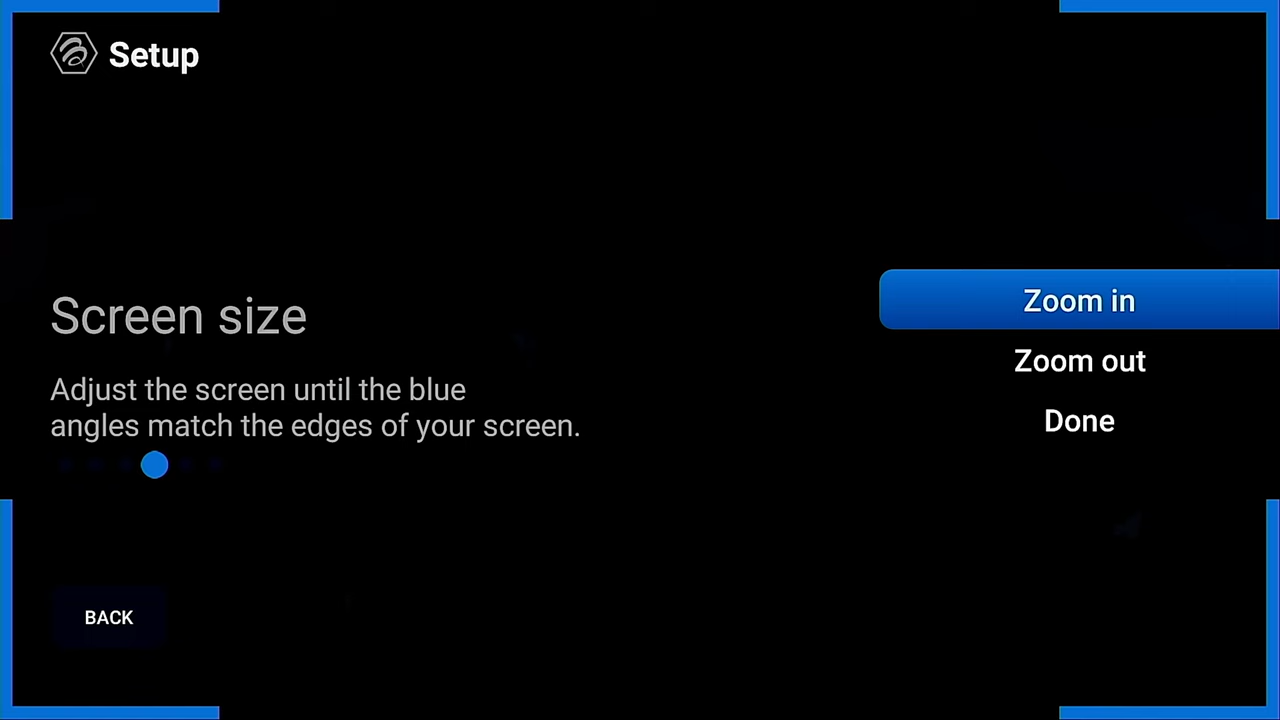 Setup
Screen size
Adjust the screen until the blue
angles match the edges of your screen.
Zoom in
Zoom out
Done
BACK